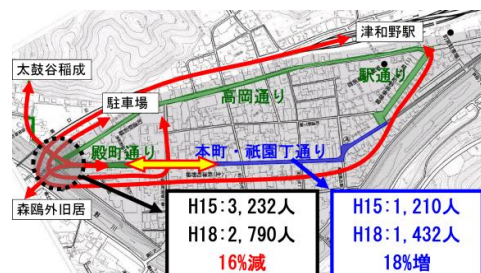 津和野駅
太鼓谷稲成
駐車場
駅通り
高岡通り
殿町通り
本町・祇園丁通り
森鴎外旧居
H15:3,232人
H18:2,790人
16%減
H15:1,210人
H18:1,432人
18%増